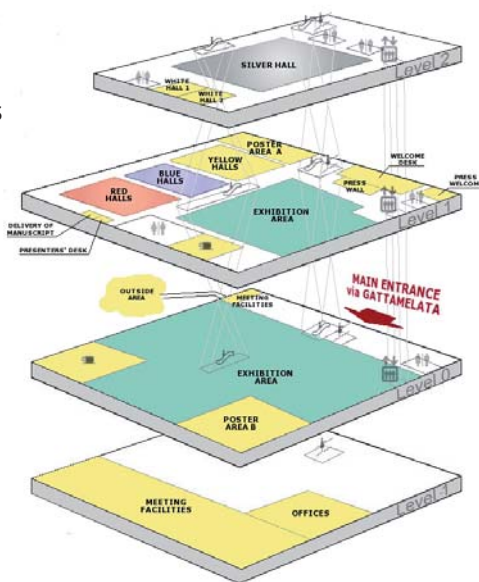 SILVER HALL
Level 2
WHITE
HALL 1
WHITE
HALL 2
S
POSTER
AREA A
WELCOME
DESK
YELLOW
HALLS
BLUE
HALLS
PRESS
WALL
PRESS
WELCOME
RED
HALLS
EXHIBITION
AREA
Level 1
DELIVERY OF
MANUSCRIPT
PRESENTERS' DESK
OUTSIDE
AREA
MEETING
FACILITIES
MAIN ENTRANCE
via GATTAMELATA
EXHIBITION
AREA
Level 0
POSTER
AREA B
MEETING
FACILITIES
OFFICES
Level -1